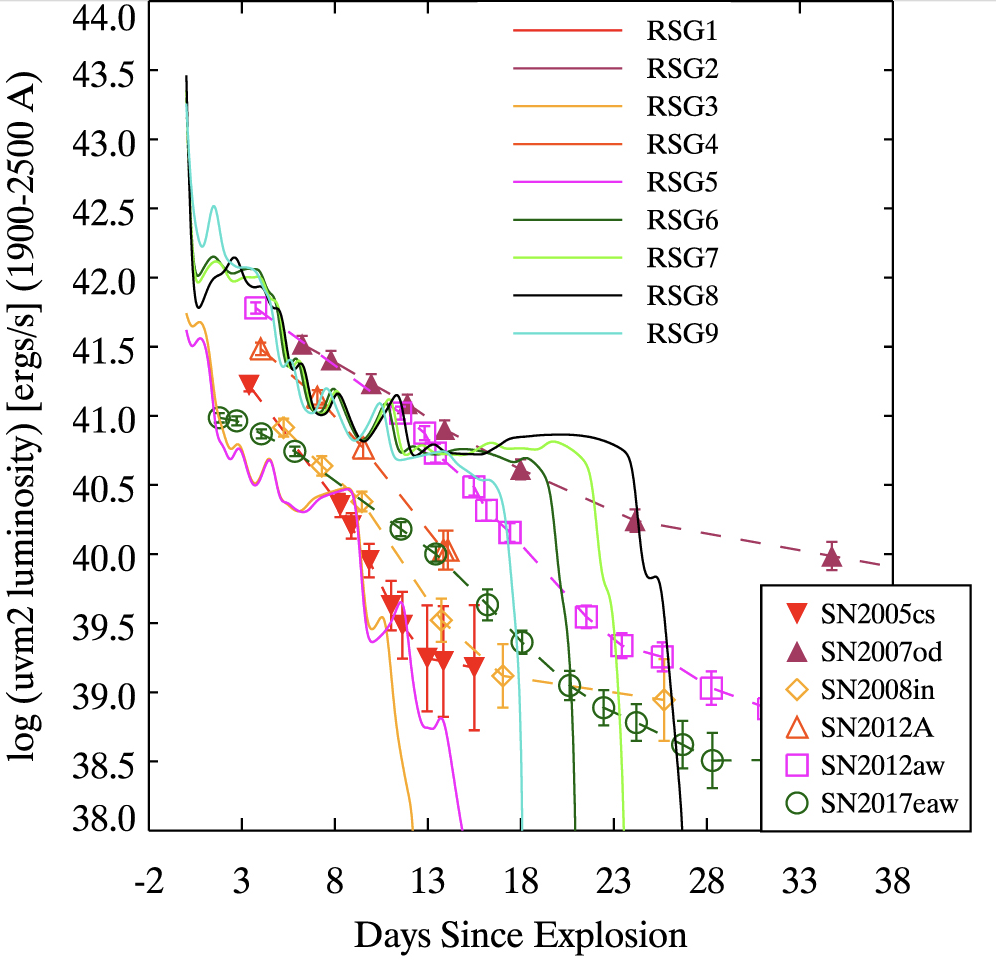 44.0
43.5
43.0
42.5
42.0
41.5
41.0
40.5
40.0
39.5
39.0
38.5
38.0
log (uvm2 luminosity) [ergs/s] (1900-2500 A)
RSG1
RSG2
RSG3
RSG4
RSG5
RSG6
RSG7
RSG8
RSG9
SN2005cs
SN2007od
SN2008in
SN2012A
SN2012aw
SN2017eaw
-2 3 8 13 18 23 28 33 38
Days Since Explosion